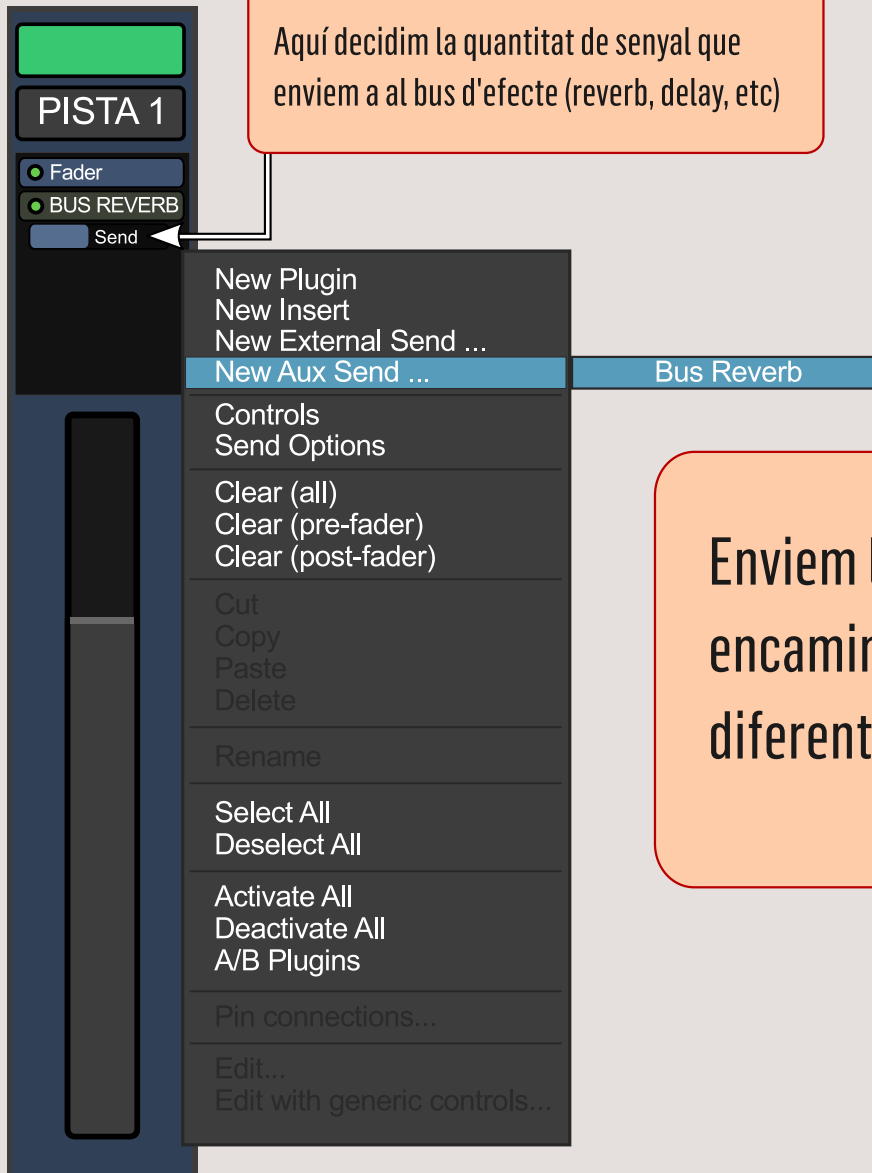 Aquí decidim la quantitat de senyal que
enviem a al bus d'efecte (reverb, delay, etc)
PISTA 1
Fader
BUS REVERB
Send
New Plugin
New Insert
New External Send ...
New Aux Send ...
Bus Reverb
Controls
Send Options
Clear (all)
Clear (pre-fader)
Clear (post-fader)
Cut
Copy
Paste
Delete
Rename
Select All
Deselect All
Activate All
Deactivate All
A/B Plugins
Pin connections...
Edit...
Edit with generic controls...
Enviem